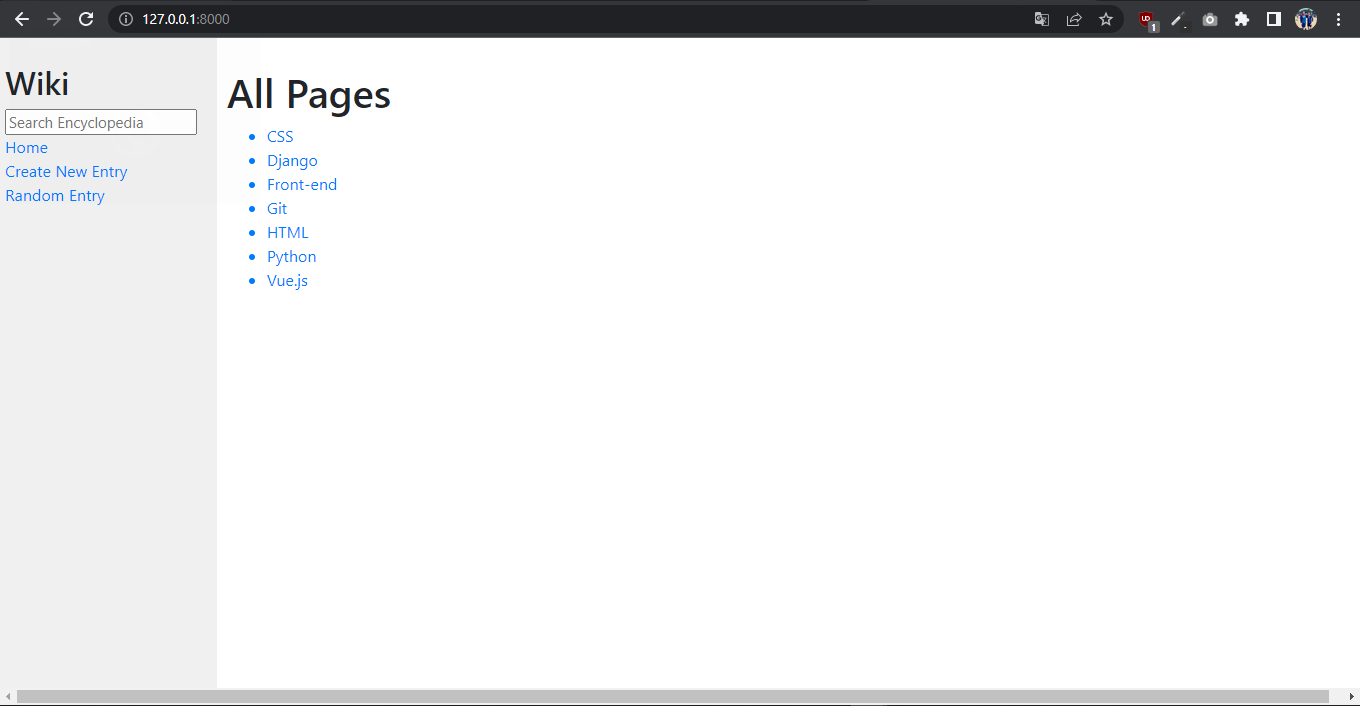 127.0.0.1:8000
1
Wiki
Search Encyclopedia
Home
Create New Entry
Random Entry
All Pages
CSS
Django
Front-end
Git
HTML
Python
Vue.js